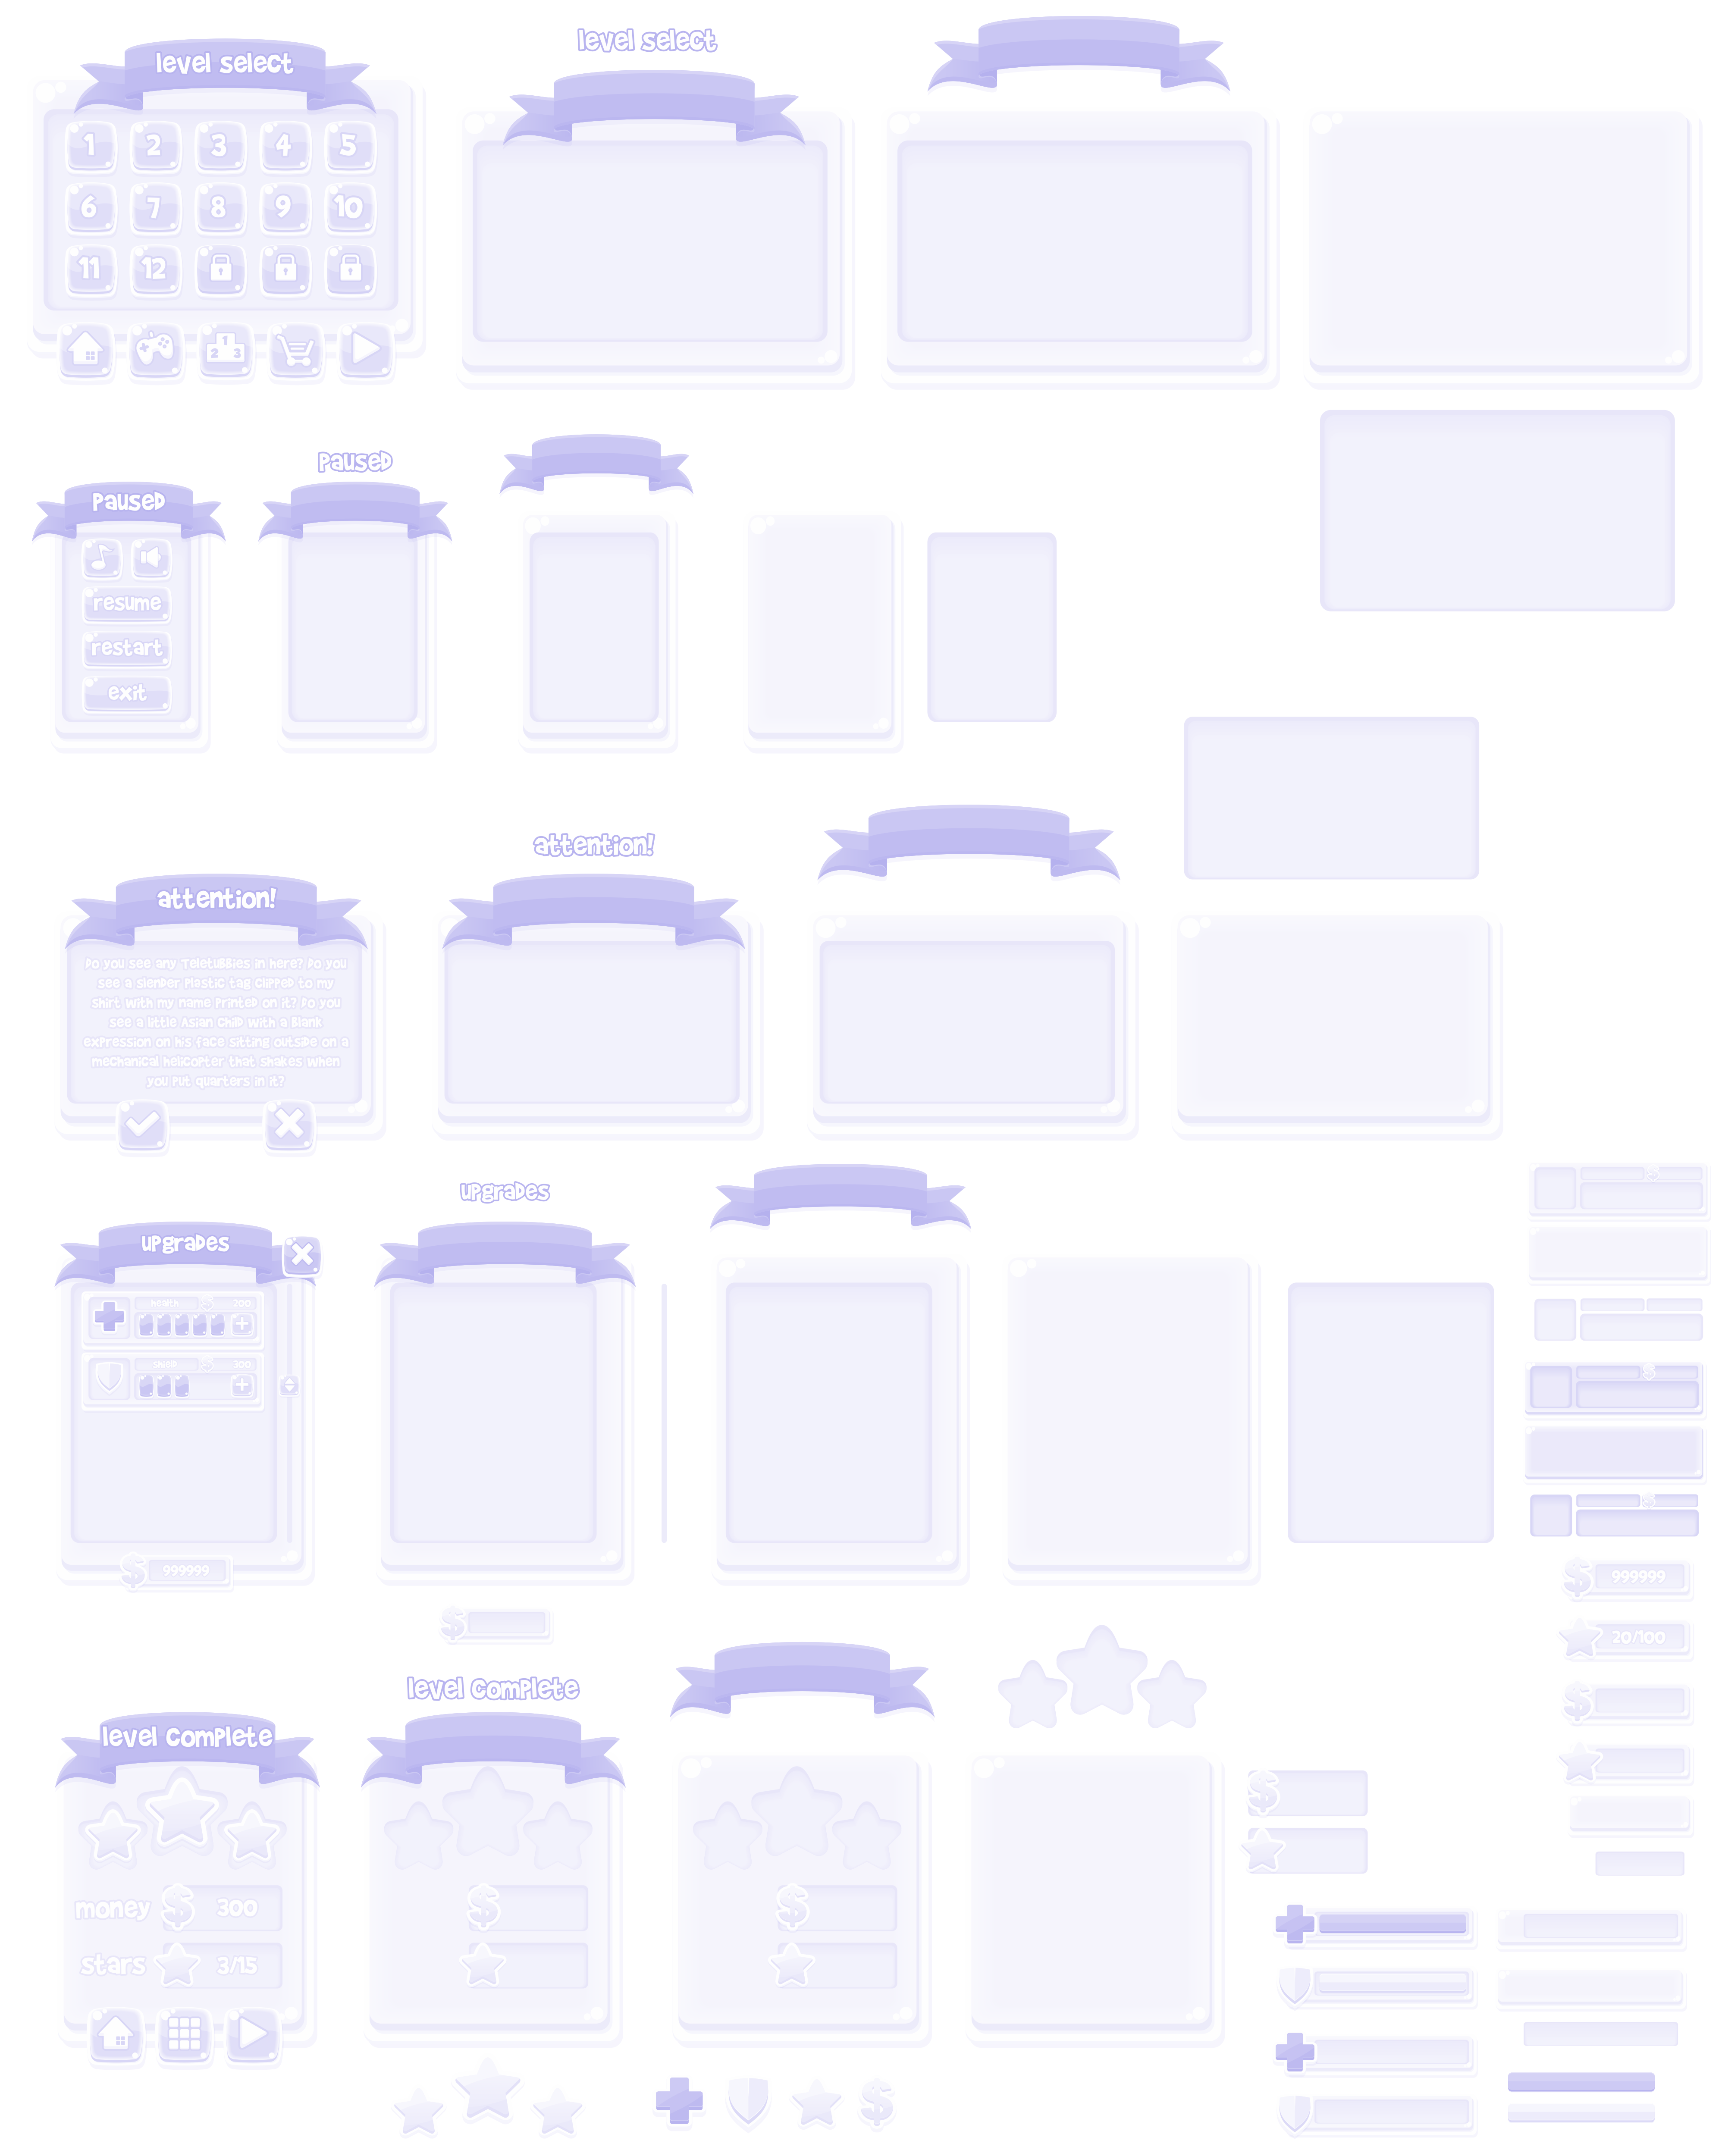 level select
level select
1 2 3 4 5
6 7 8 9 10
11 12
1
2 3
Paused
Paused
resume
restart
exit
attention!
attention!
Do you see any Teletubbies in here? Do you
see a slender plastic tag clipped to my
shirt with my name printed on it? Do you
see a little Asian child with a blank
expression on his face sitting outside on a
mechanical helicopter that shakes when
you put quarters in it?
upgrades
upgrades
health $ 200
shield $ 300
$ 999999
$ 999999
20/100
$
$
level complete
level complete
money $ 300
stars 3/15
$
$
$
$